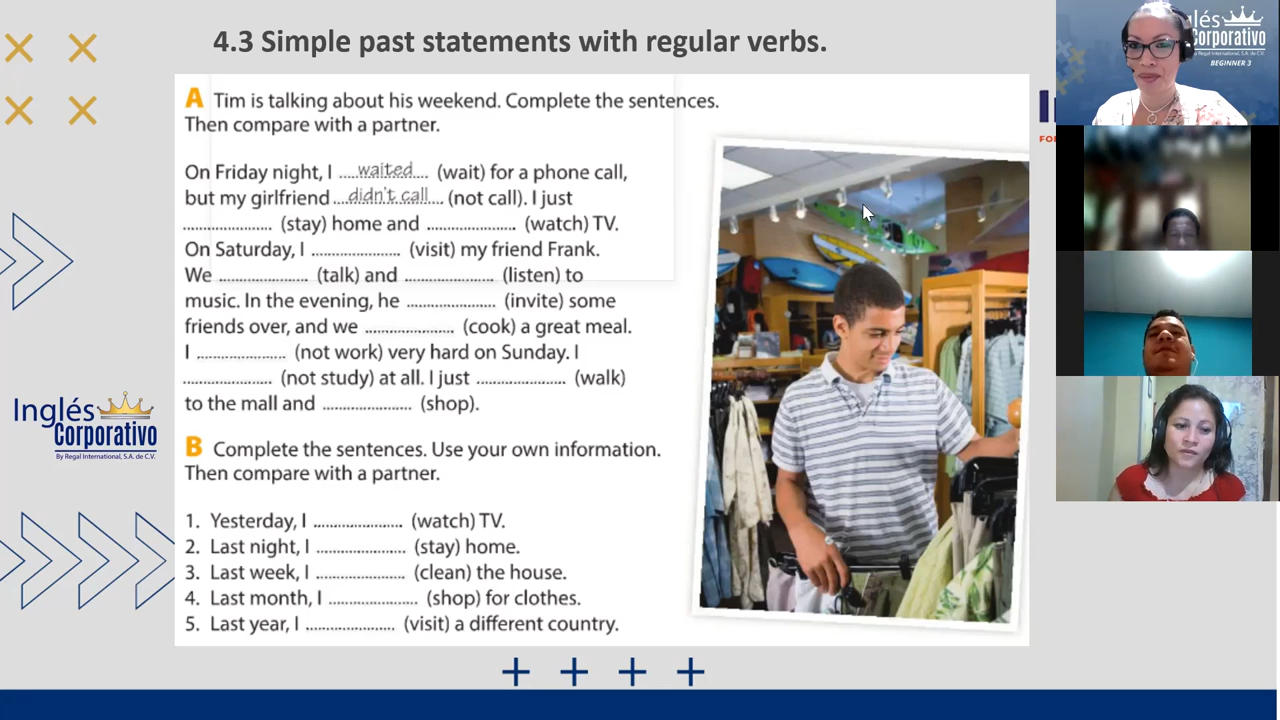 4.3 Simple past statements with regular verbs.
A Tim is talking about his weekend. Complete the sentences.
Then compare with a partner.
On Friday night, I ....waited.... (wait) for a phone call,
but my girlfriend ...didn't call... (not call). I just
..................... (stay) home and ..................... (watch) TV.
On Saturday, I ..................... (visit) my friend Frank.
We ..................... (talk) and ..................... (listen) to
music. In the evening, he ..................... (invite) some
friends over, and we ..................... (cook) a great meal.
I ..................... (not work) very hard on Sunday. I
..................... (not study) at all. I just ..................... (walk)
to the mall and ..................... (shop).
B Complete the sentences. Use your own information.
Then compare with a partner.
1. Yesterday, I ..................... (watch) TV.
2. Last night, I ..................... (stay) home.
3. Last week, I ..................... (clean) the house.
4. Last month, I ..................... (shop) for clothes.
5. Last year, I ..................... (visit) a different country.
Inglés
Corporativo
By Regal International, S.A. de C.V.
glés
Corporativo
By Regal International, S.A. de C.V.
BEGINNER 3